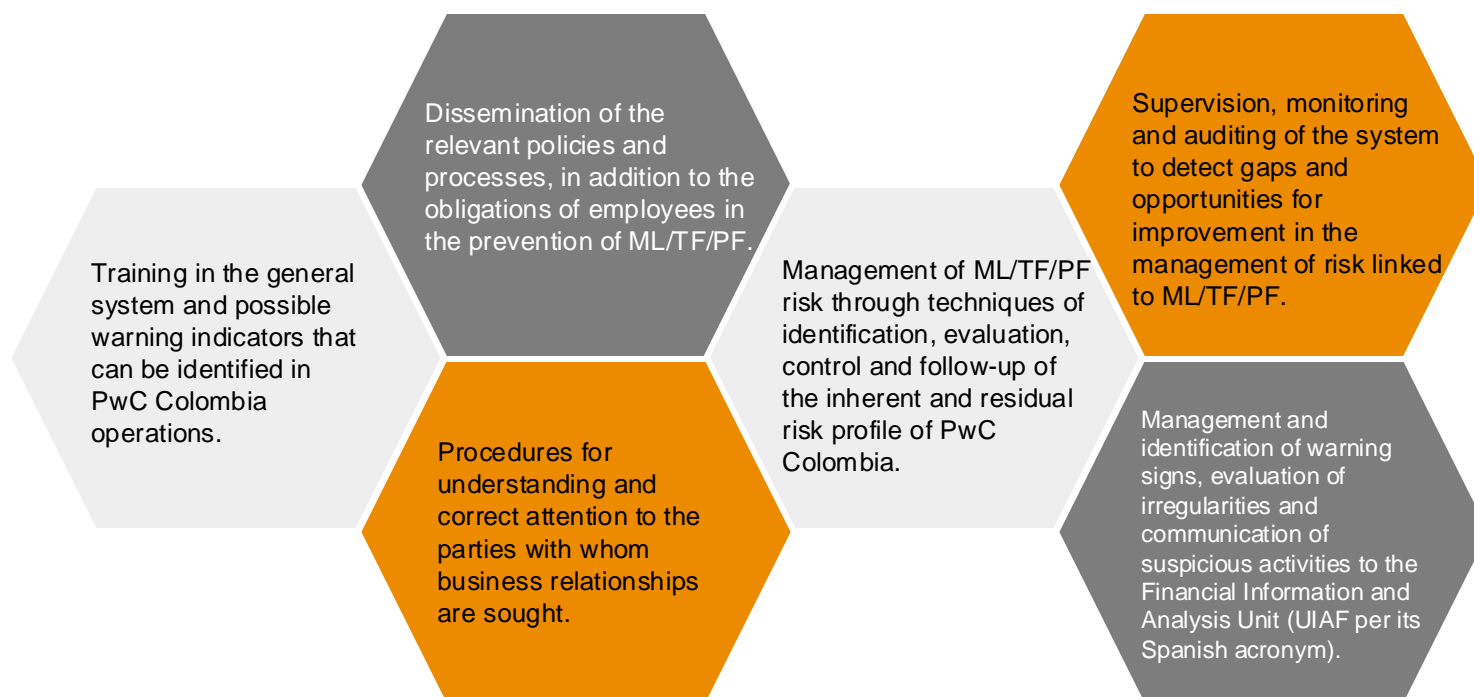 Training in the general
system and possible
warning indicators that
can be identified in
PwC Colombia
operations.
Dissemination of the
relevant policies and
processes, in addition to the
obligations of employees in
the prevention of ML/TF/PF.
Procedures for
understanding and
correct attention to the
parties with whom
business relationships
are sought.
Management of ML/TF/PF
risk through techniques of
identification, evaluation,
control and follow-up of
the inherent and residual
risk profile of PwC
Colombia.
Supervision, monitoring
and auditing of the system
to detect gaps and
opportunities for
improvement in the
management of risk linked
to ML/TF/PF.
Management and
identification of warning
signs, evaluation of
irregularities and
communication of
suspicious activities to the
Financial Information and
Analysis Unit (UIAF per its
Spanish acronym).